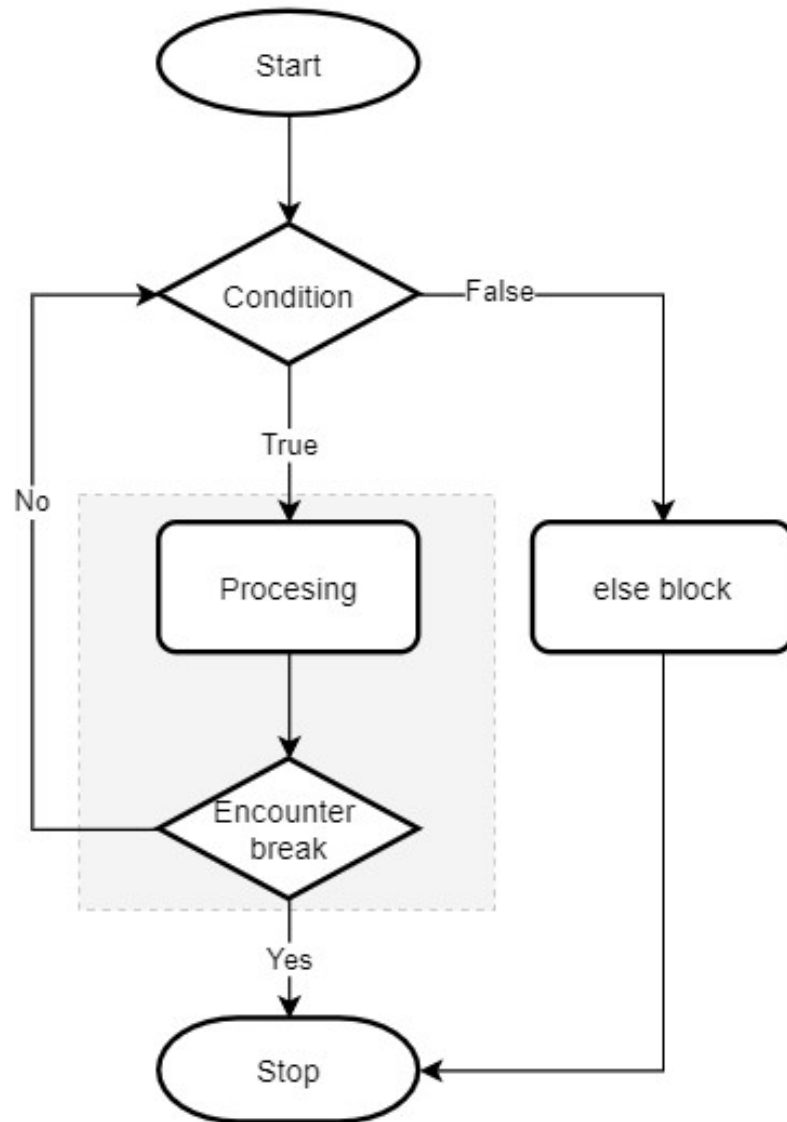 Start
Condition
False
True
No
Procesing
else block
Encounter
break
Yes
Stop